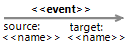 <<event>>
source: target:
<<name>> <<name>>